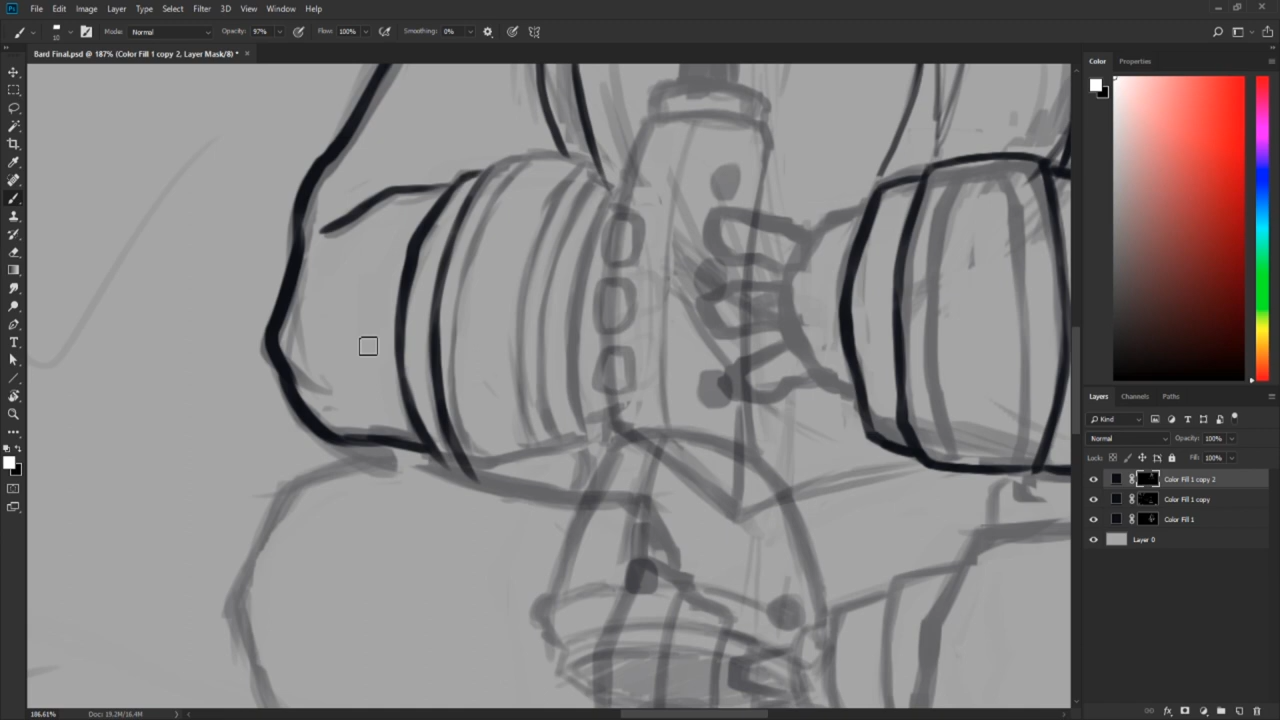 Ps File Edit Image Layer Type Select Filter 3D View Window Help
10 Mode: Normal Opacity: 97% Flow: 100% Smoothing: 0%
Bard Final.psd @ 187% (Color Fill 1 copy 2, Layer Mask/8) * ×
Color Properties
Layers Channels Paths
Kind
Normal Opacity: 100%
Lock: Fill: 100%
Color Fill 1 copy 2
Color Fill 1 copy
Color Fill 1
Layer 0
186.61% Doc: 19.2M/16.4M